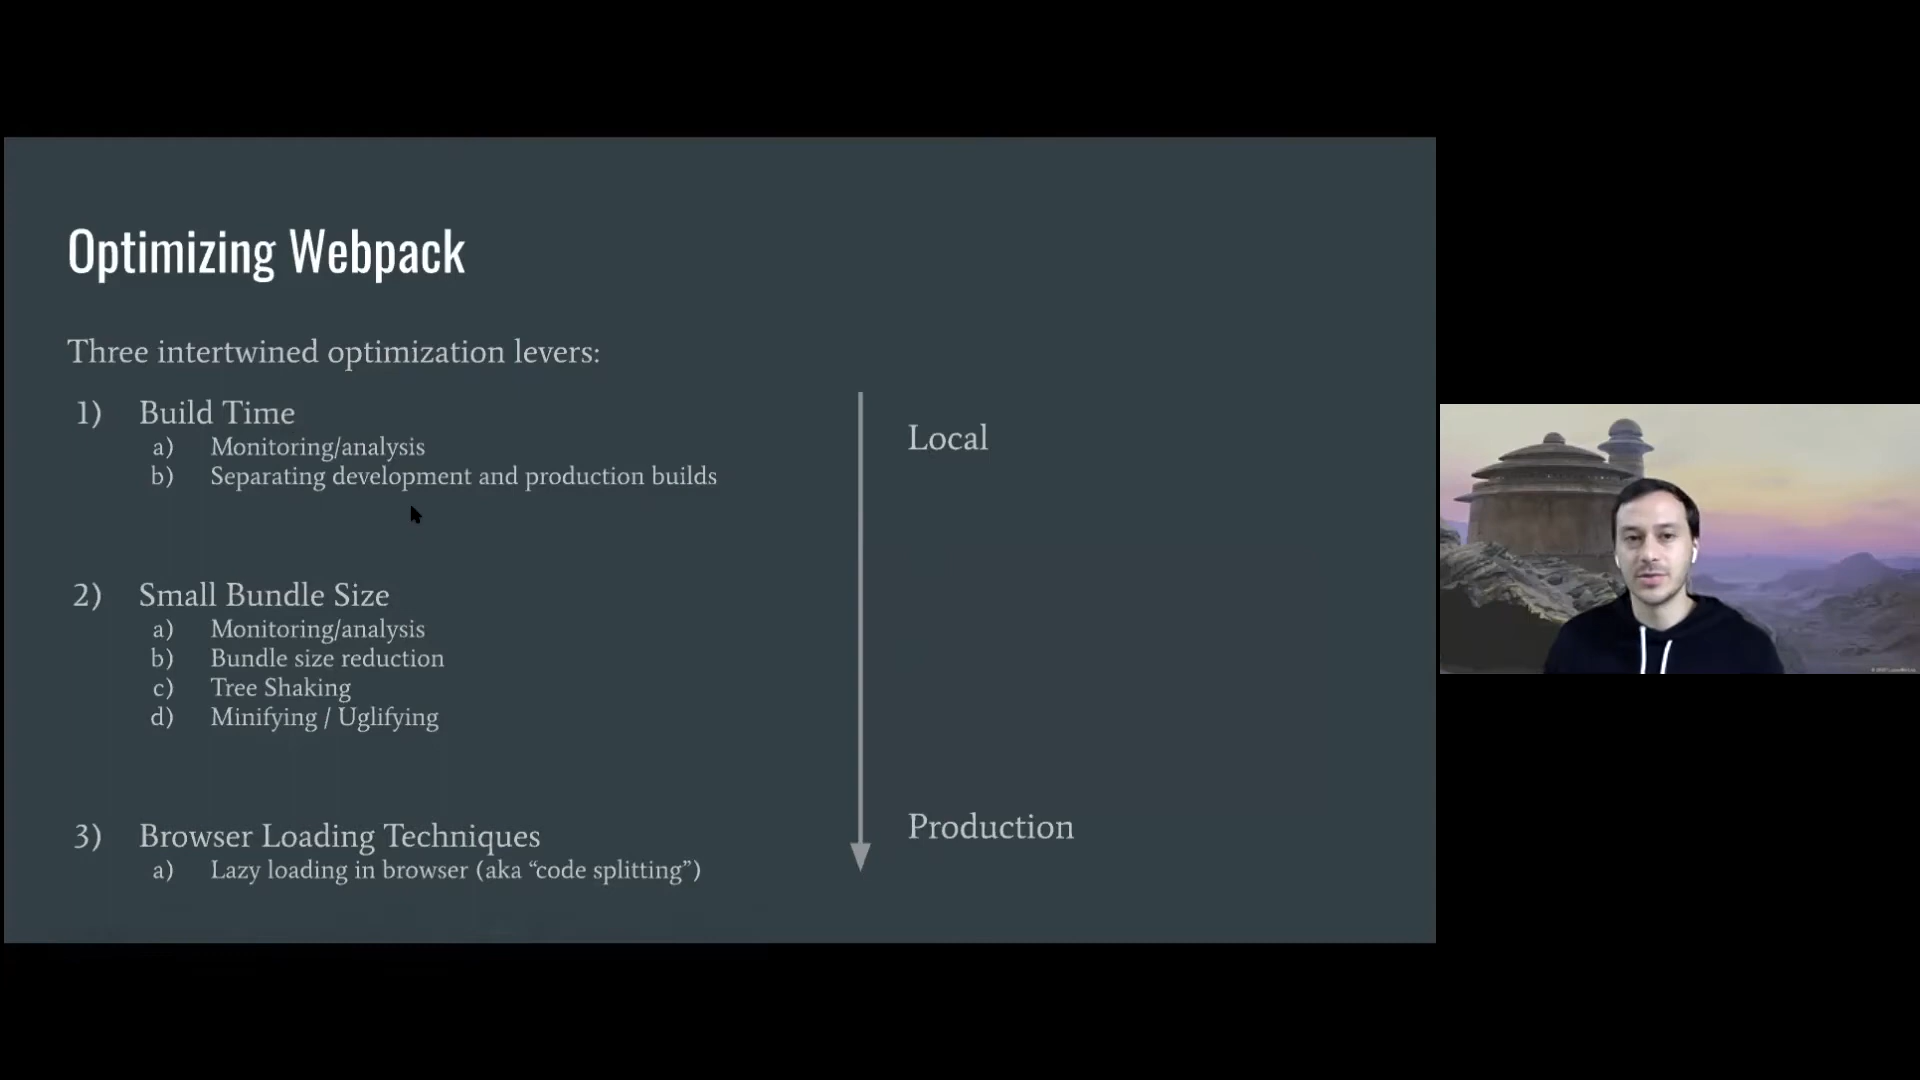 Optimizing Webpack
Three intertwined optimization levers:
1) Build Time
a) Monitoring/analysis
b) Separating development and production builds
2) Small Bundle Size
a) Monitoring/analysis
b) Bundle size reduction
c) Tree Shaking
d) Minifying / Uglifying
3) Browser Loading Techniques
a) Lazy loading in browser (aka “code splitting”)
Local
Production